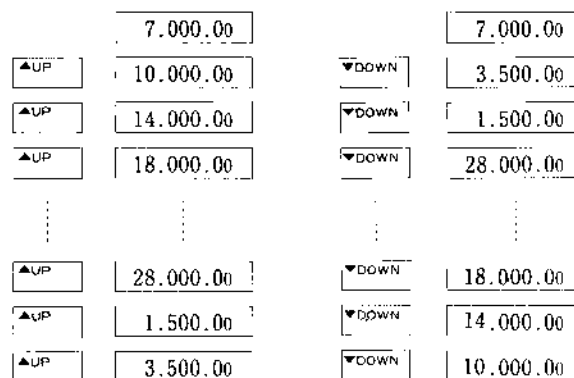 7.000.00 7.000.00
▲UP 10.000.00 ▼DOWN 3.500.00
▲UP 14.000.00 ▼DOWN 1.500.00
▲UP 18.000.00 ▼DOWN 28.000.00
▲UP 28.000.00 ▼DOWN 18.000.00
▲UP 1.500.00 ▼DOWN 14.000.00
▲UP 3.500.00 ▼DOWN 10.000.00